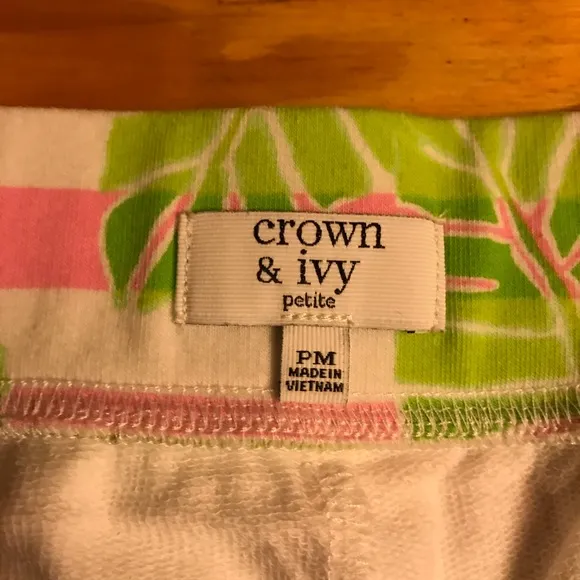 crown
& ivy
petite
PM
MADE IN
VIETNAM